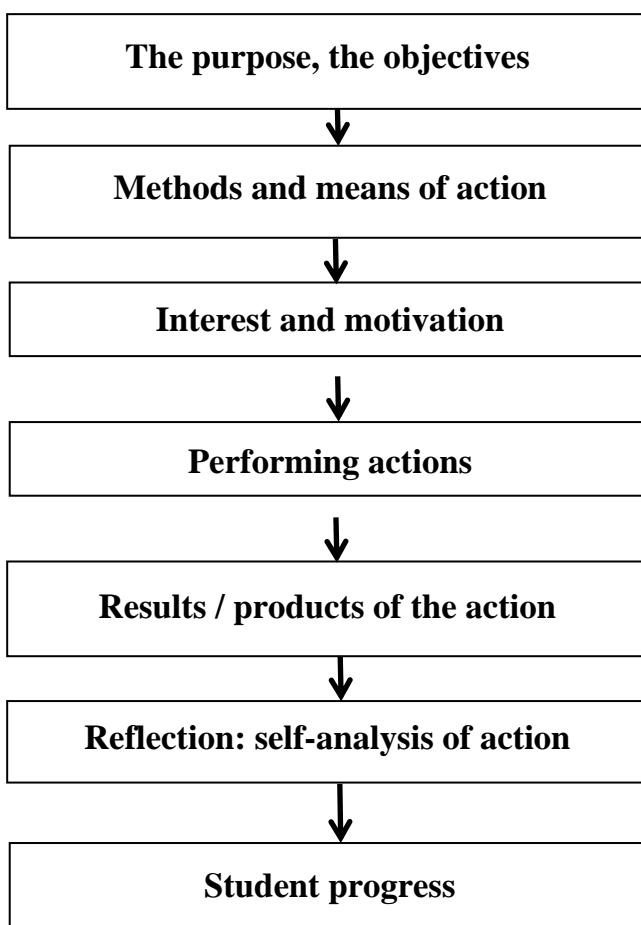 The purpose, the objectives
Methods and means of action
Interest and motivation
Performing actions
Results / products of the action
Reflection: self-analysis of action
Student progress